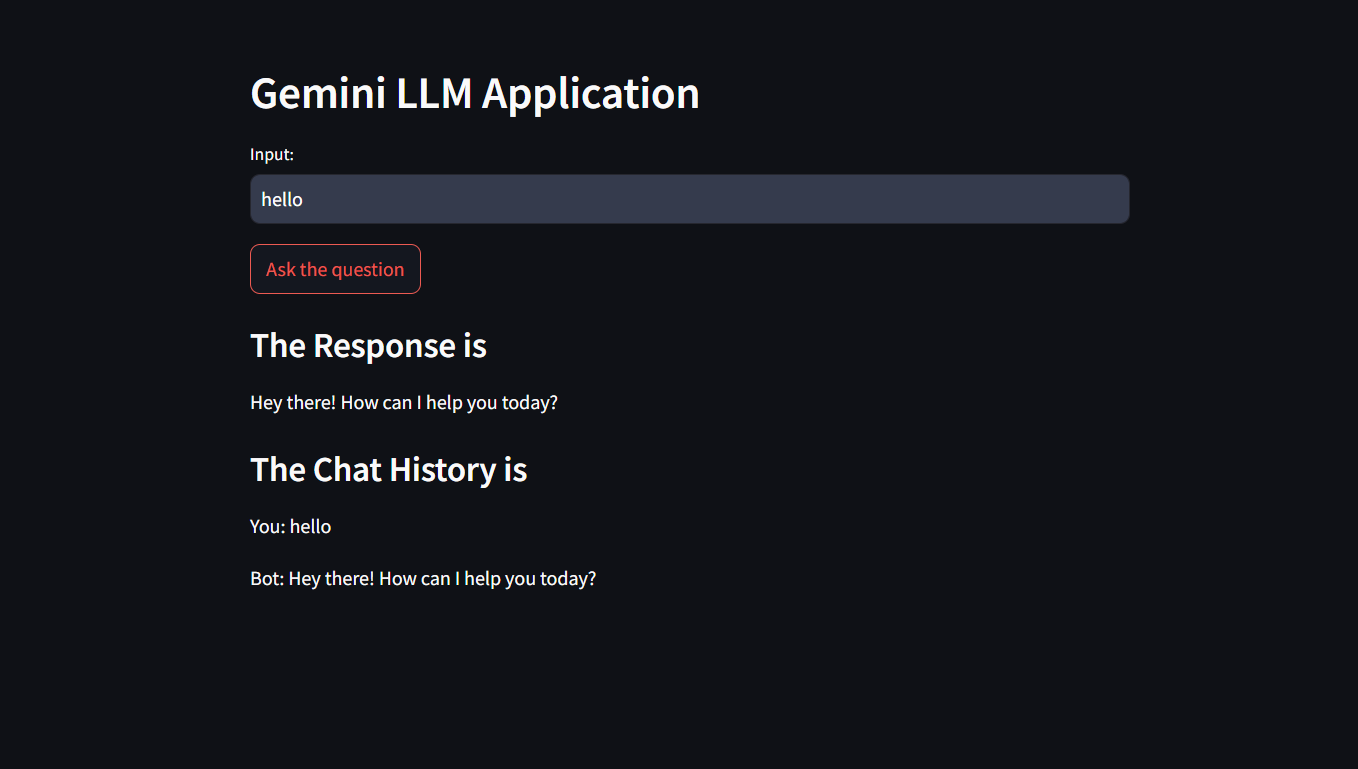 Gemini LLM Application
Input:
hello
Ask the question
The Response is
Hey there! How can I help you today?
The Chat History is
You: hello
Bot: Hey there! How can I help you today?